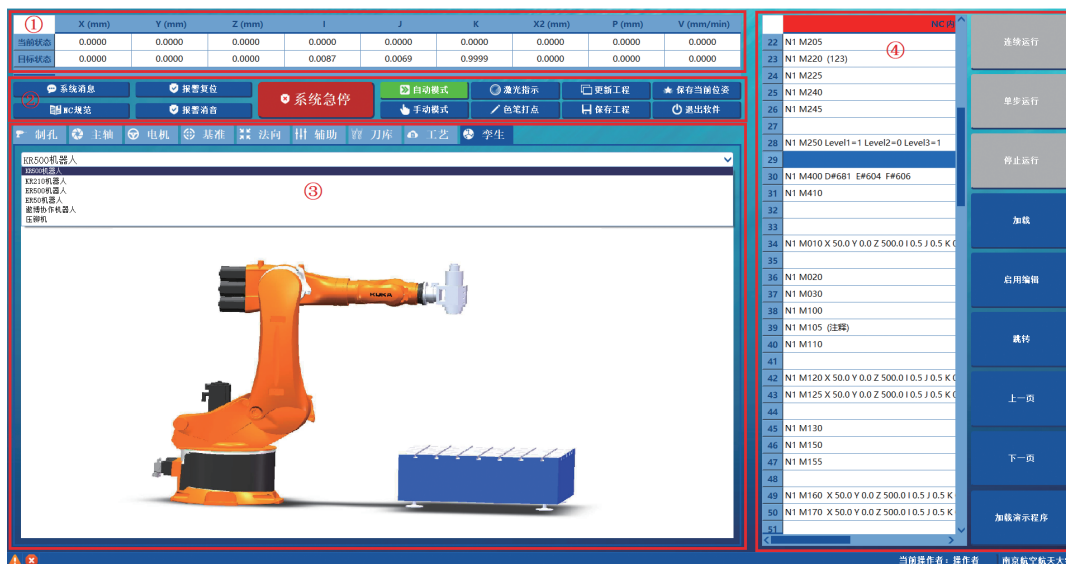 ① X (mm) Y (mm) Z (mm) I J K X2 (mm) P (mm) V (mm/min)
当前状态 0.0000 0.0000 0.0000 0.0000 0.0000 0.0000 0.0000 0.0000 0.0000
目标状态 0.0000 0.0000 0.0000 0.0087 0.0069 0.9999 0.0000 0.0000 0.0000
②
系统消息 报警复位 系统急停 自动模式 激光指示 更新工程 保存当前位姿
NC规范 报警消音 手动模式 色笔打点 保存工程 退出软件
制孔 主轴 电机 基准 法向 辅助 刀库 工艺 孪生
KR500机器人
KR500机器人
KR210机器人
KR500机器人
KR50机器人
遨博协作机器人
压铆机
③
KUKA
NC内
④
22 N1 M205
23 N1 M220 (123)
24 N1 M225
25 N1 M240
26 N1 M245
27
28 N1 M250 Level1=1 Level2=0 Level3=1
29
30 N1 M400 D#681 E#604 F#606
31 N1 M410
32
33
34 N1 M010 X 50.0 Y 0.0 Z 500.0 I 0.5 J 0.5 K 0
35
36 N1 M020
37 N1 M030
38 N1 M100
39 N1 M105 (注释)
40 N1 M110
41
42 N1 M120 X 50.0 Y 0.0 Z 500.0 I 0.5 J 0.5 K 0
43 N1 M125 X 50.0 Y 0.0 Z 500.0 I 0.5 J 0.5 K 0
44
45 N1 M130
46 N1 M150
47 N1 M155
48
49 N1 M160 X 50.0 Y 0.0 Z 500.0 I 0.5 J 0.5 K
50 N1 M170 X 50.0 Y 0.0 Z 500.0 I 0.5 J 0.5 K
51
连续运行
单步运行
停止运行
加载
启用编辑
跳转
上一页
下一页
加载演示程序
当前操作者：操作者 南京航空航天大